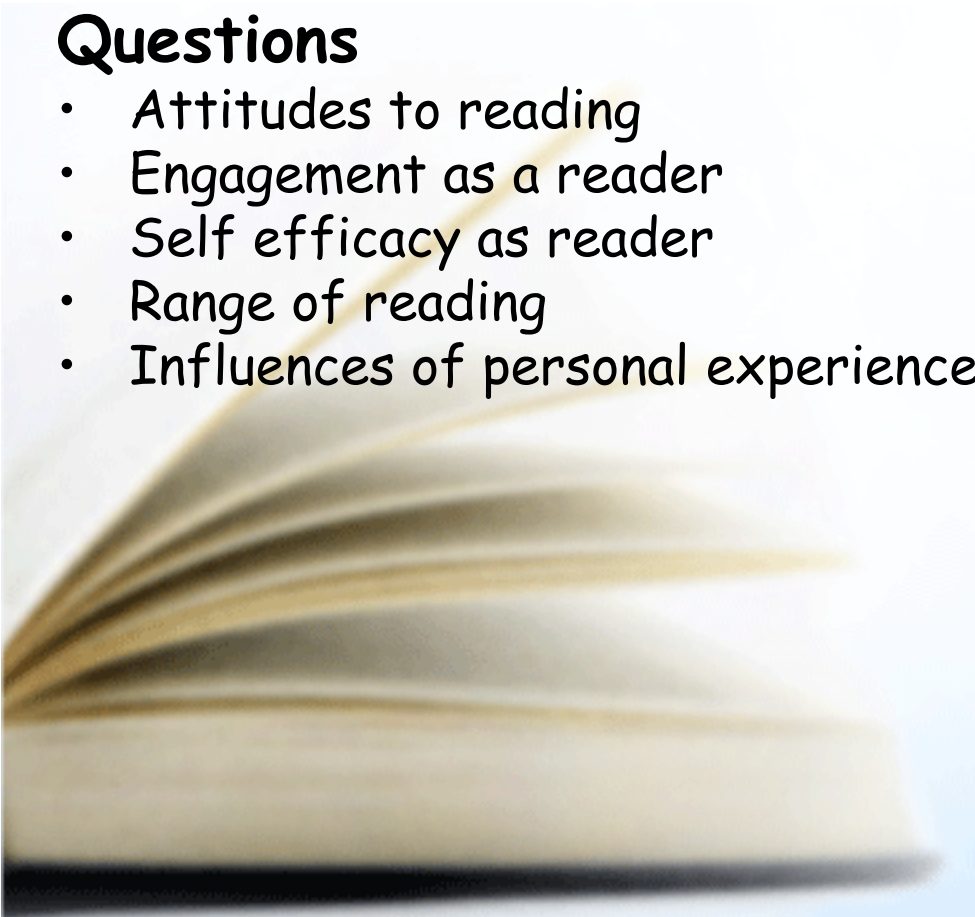 Questions
• Attitudes to reading
• Engagement as a reader
• Self efficacy as reader
• Range of reading
• Influences of personal experience